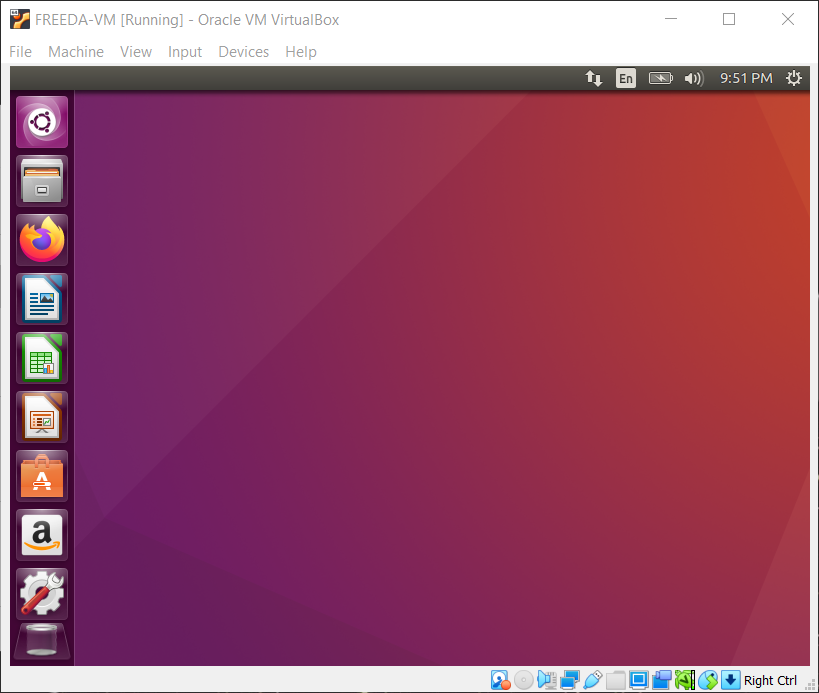 FREEDA-VM [Running] - Oracle VM VirtualBox
File Machine View Input Devices Help
En 9:51 PM
A
a
Right Ctrl